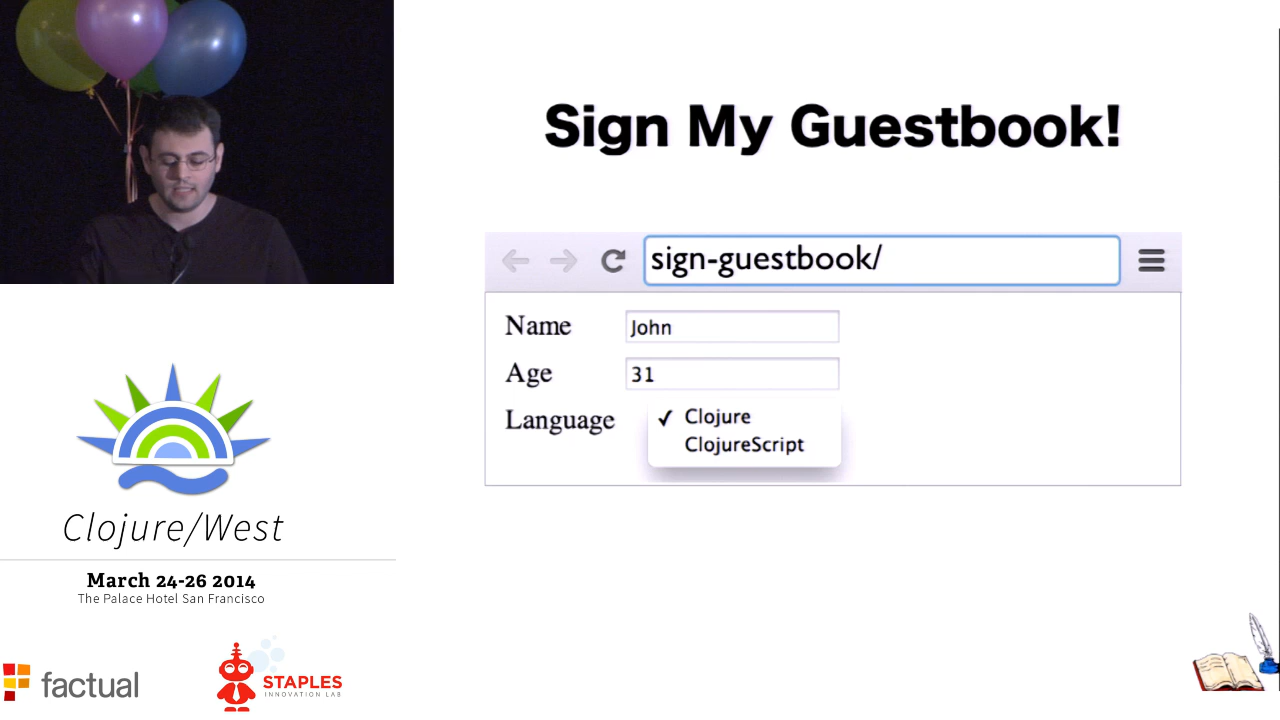 Sign My Guestbook!
sign-guestbook/
Name John
Age 31
Language ✓ Clojure
ClojureScript
Clojure/West
March 24-26 2014
The Palace Hotel San Francisco
factual
STAPLES
INNOVATION LAB